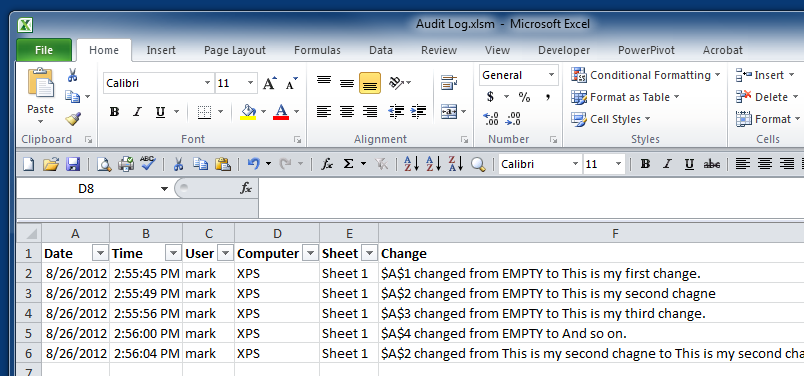 Audit Log.xlsm - Microsoft Excel
File Home Insert Page Layout Formulas Data Review View Developer PowerPivot Acrobat
Calibri 11 A A General Conditional Formatting Insert
Paste B I U A $ % , Format as Table Delete
.00 .0 Cell Styles Format
Clipboard Font Alignment Number Styles Cells
ABC fx Σ A Z A Z Z A Calibri 11 B I U abc
D8 fx
A B C D E F
1 Date Time User Computer Sheet Change
2 8/26/2012 2:55:45 PM mark XPS Sheet 1 $A$1 changed from EMPTY to This is my first change.
3 8/26/2012 2:55:49 PM mark XPS Sheet 1 $A$2 changed from EMPTY to This is my second chagne
4 8/26/2012 2:55:56 PM mark XPS Sheet 1 $A$3 changed from EMPTY to This is my third change.
5 8/26/2012 2:56:00 PM mark XPS Sheet 1 $A$4 changed from EMPTY to And so on.
6 8/26/2012 2:56:04 PM mark XPS Sheet 1 $A$2 changed from This is my second chagne to This is my second cha
7